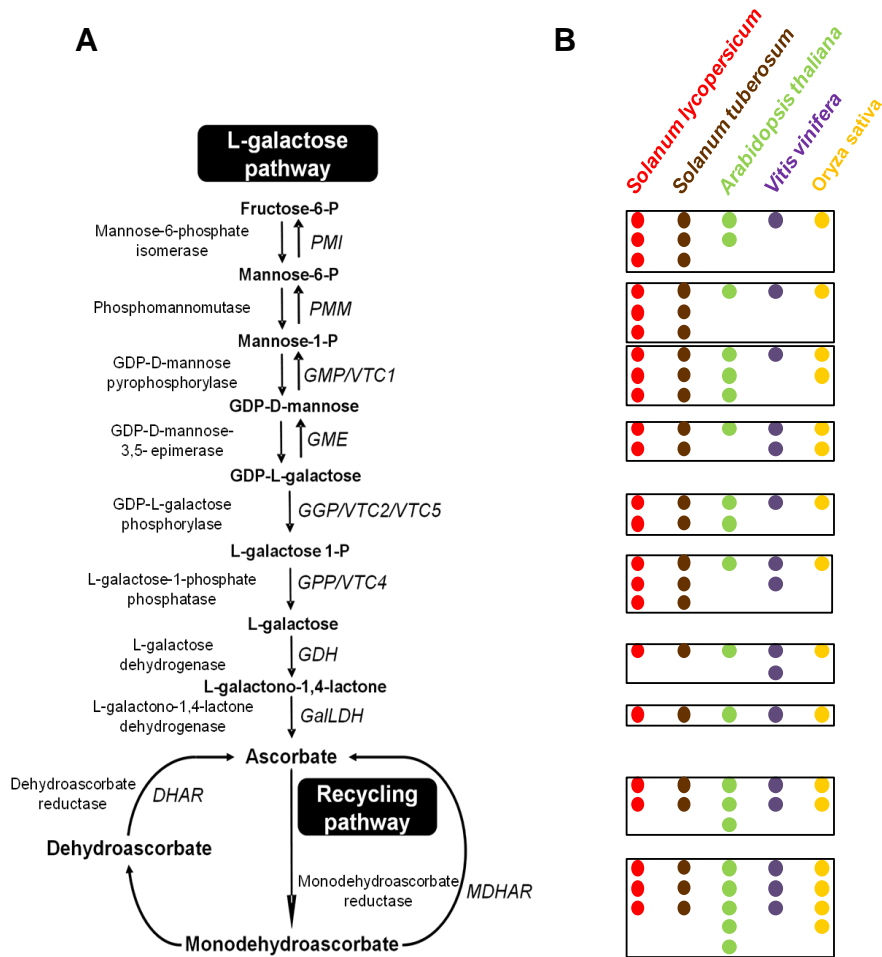 A
B
Solanum lycopersicum
Solanum tuberosum
Arabidopsis thaliana
Vitis vinifera
Oryza sativa
L-galactose
pathway
Fructose-6-P
Mannose-6-phosphate
isomerase
PMI
Mannose-6-P
Phosphomannomutase
PMM
Mannose-1-P
GDP-D-mannose
pyrophosphorylase
GMP/VTC1
GDP-D-mannose
GDP-D-mannose-
3,5- epimerase
GME
GDP-L-galactose
GDP-L-galactose
phosphorylase
GGP/VTC2/VTC5
L-galactose 1-P
L-galactose-1-phosphate
phosphatase
GPP/VTC4
L-galactose
L-galactose
dehydrogenase
GDH
L-galactono-1,4-lactone
L-galactono-1,4-lactone
dehydrogenase
GalLDH
Ascorbate
Dehydroascorbate
reductase
DHAR
Recycling
pathway
Dehydroascorbate
Monodehydroascorbate
reductase
MDHAR
Monodehydroascorbate